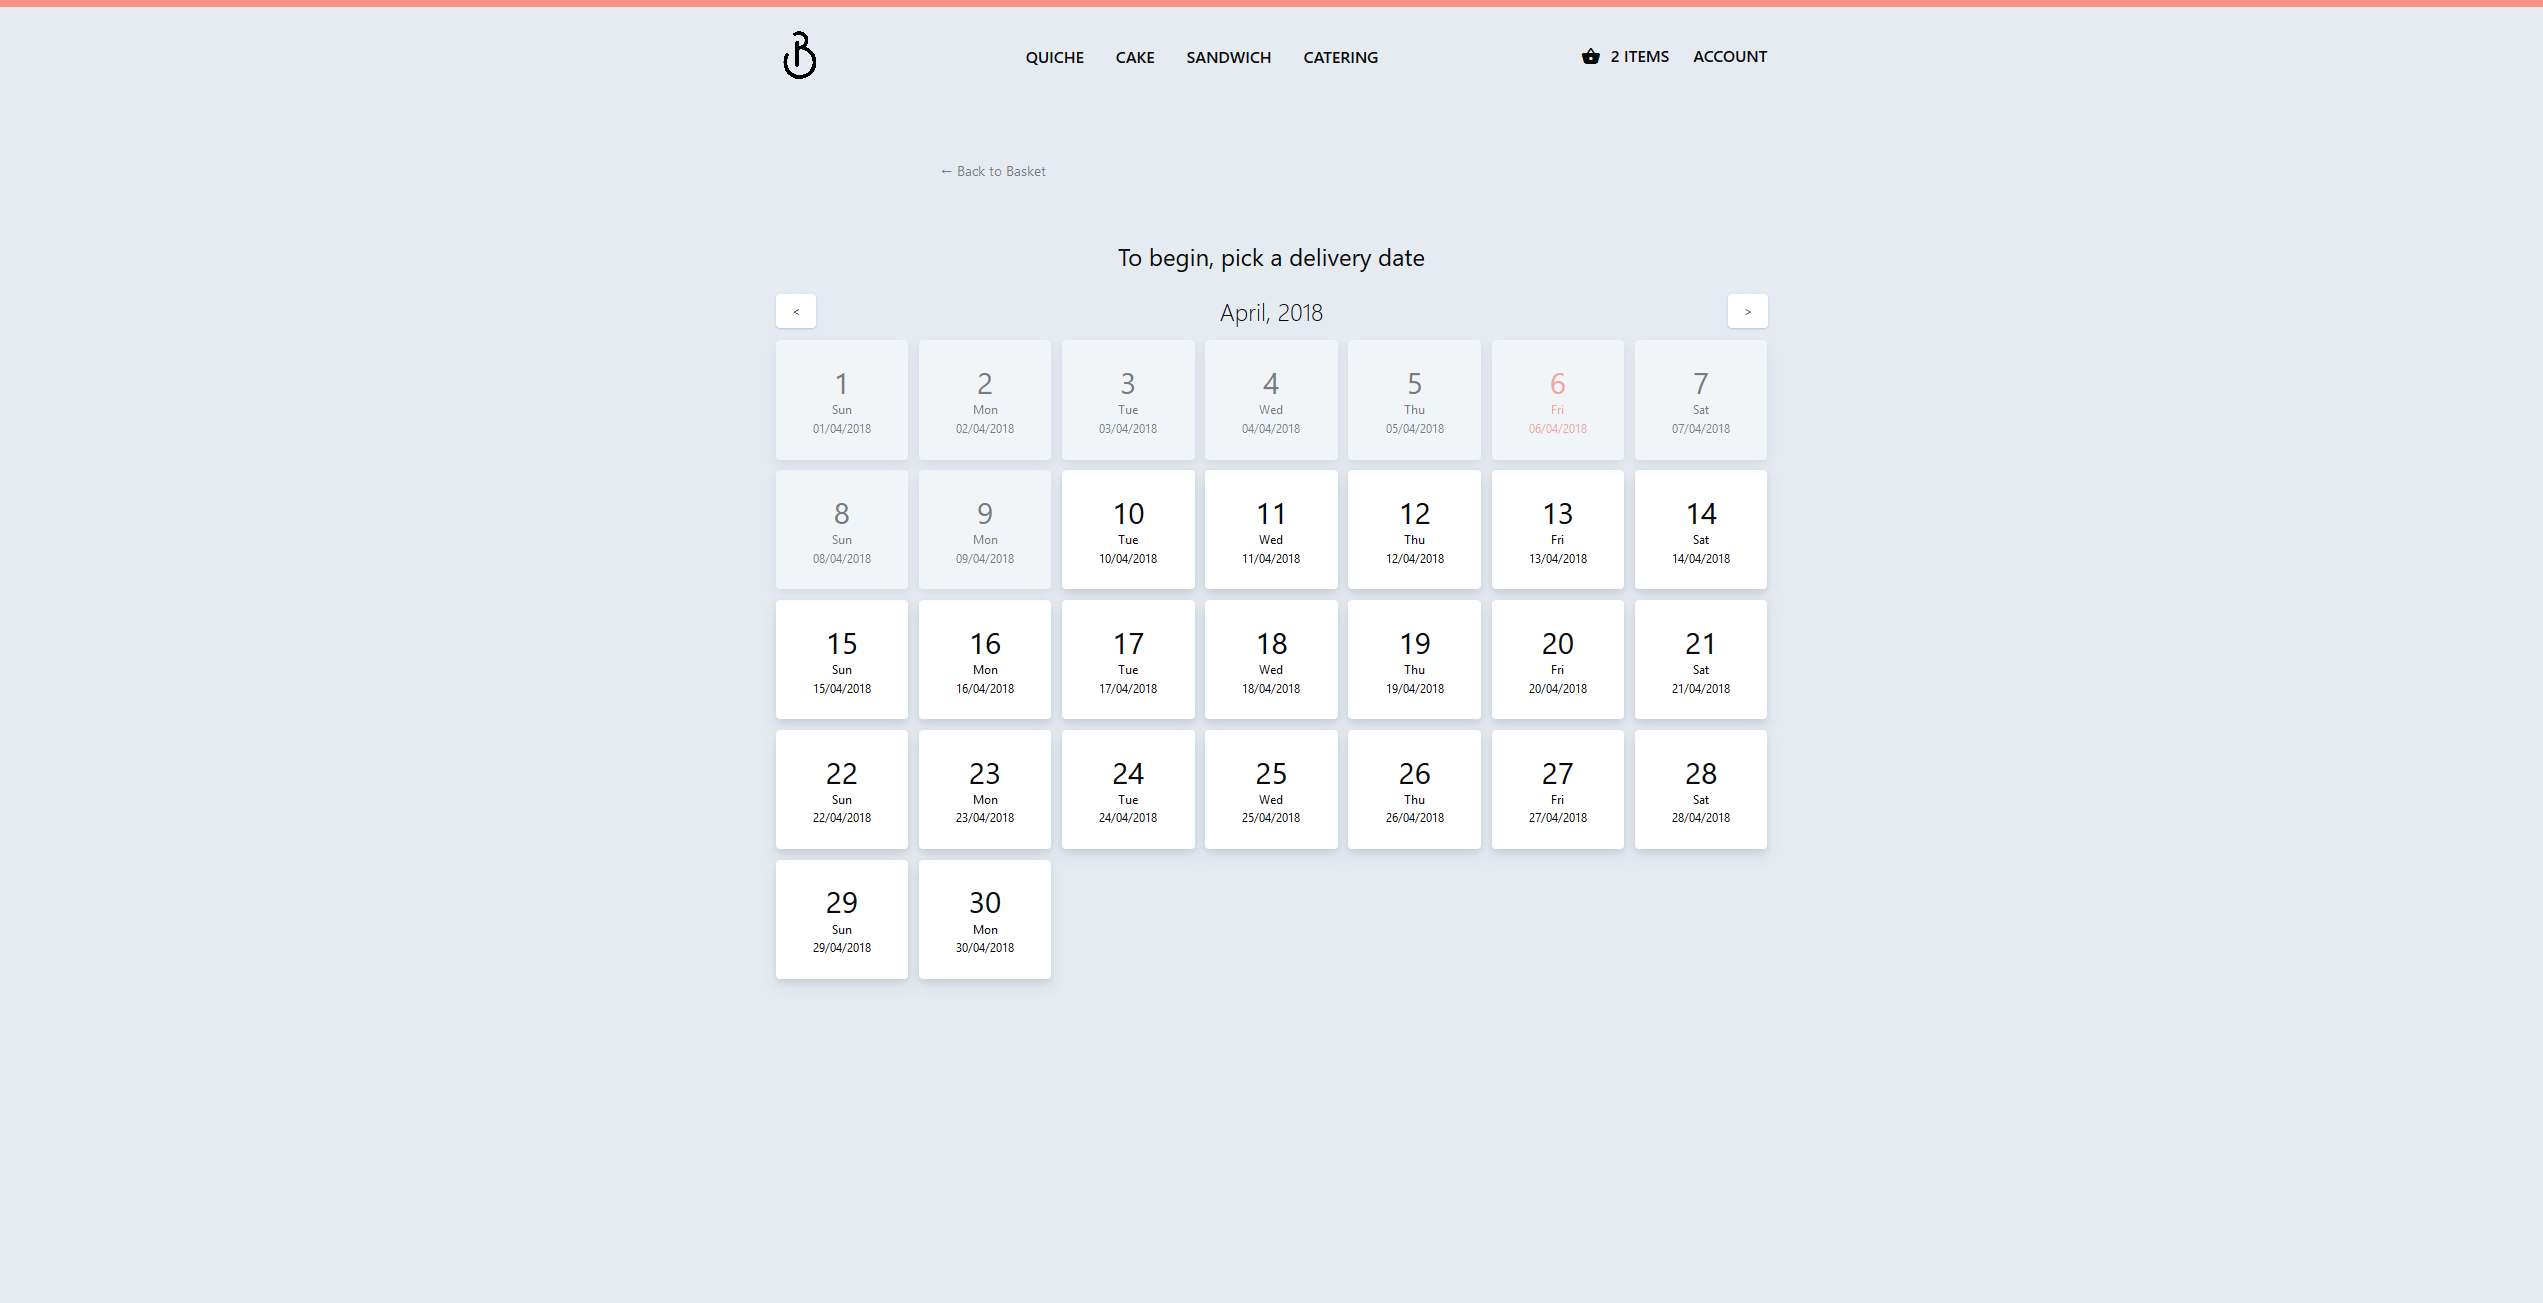 B
QUICHE CAKE SANDWICH CATERING 2 ITEMS ACCOUNT
← Back to Basket
To begin, pick a delivery date
< April, 2018 >
1 2 3 4 5 6 7
Sun Mon Tue Wed Thu Fri Sat
01/04/2018 02/04/2018 03/04/2018 04/04/2018 05/04/2018 06/04/2018 07/04/2018
8 9 10 11 12 13 14
Sun Mon Tue Wed Thu Fri Sat
08/04/2018 09/04/2018 10/04/2018 11/04/2018 12/04/2018 13/04/2018 14/04/2018
15 16 17 18 19 20 21
Sun Mon Tue Wed Thu Fri Sat
15/04/2018 16/04/2018 17/04/2018 18/04/2018 19/04/2018 20/04/2018 21/04/2018
22 23 24 25 26 27 28
Sun Mon Tue Wed Thu Fri Sat
22/04/2018 23/04/2018 24/04/2018 25/04/2018 26/04/2018 27/04/2018 28/04/2018
29 30
Sun Mon
29/04/2018 30/04/2018